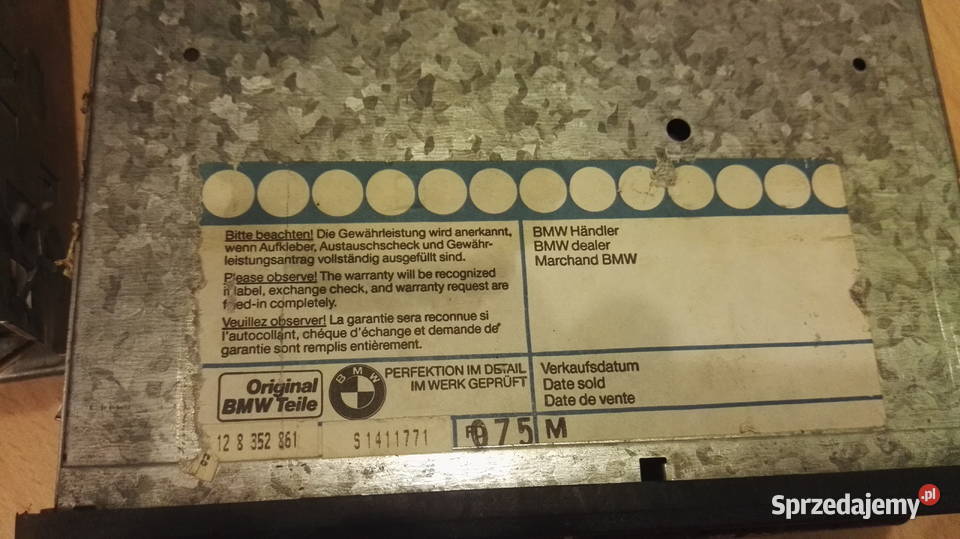 Bitte beachten! Die Gewährleistung wird anerkannt,
wenn Aufkleber, Austauschscheck und Gewähr-
leistungsantrag vollständig ausgefüllt sind.
Please observe! The warranty will be recognized
label, exchange check, and warranty request are
completely.
Veuillez observer! La garantie sera reconnue si
l'autocollant, chéque d'échange et demande de
garantie sont remplis entièrement.
BMW Händler
BMW dealer
Marchand BMW
Original
BMW Teile
BMW
PERFEKTION IM DETAIL
IM WERK GEPRÜFT
Verkaufsdatum
Date sold
Date de vente
12 8 352 861
S1411771
075 M
Sprzedajemy.pl